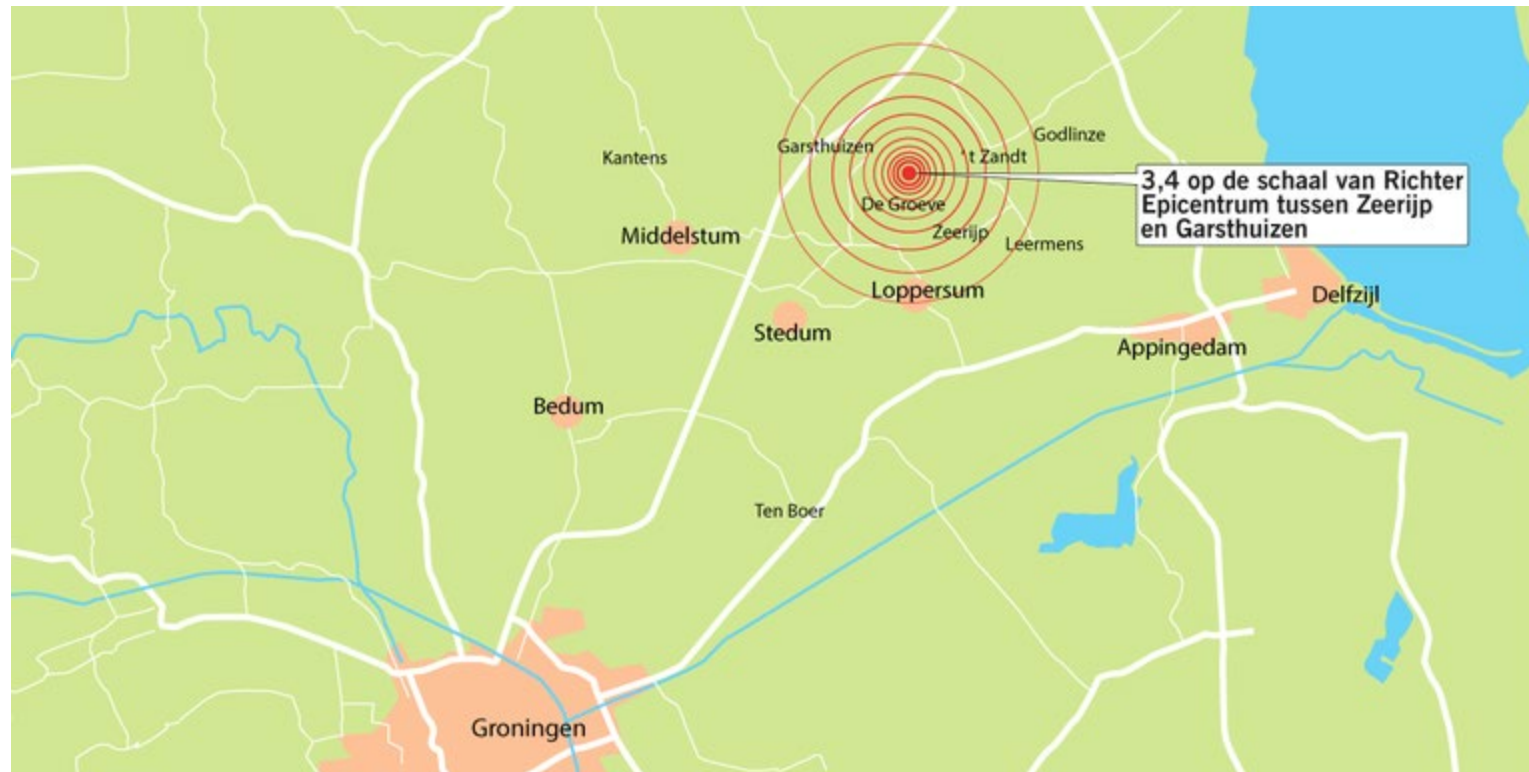 Godlinze
Garsthuizen
Kantens
't Zandt
3,4 op de schaal van Richter
Epicentrum tussen Zeerijp
en Garsthuizen
De Groeve
Middelstum
Zeerijp
Leermens
Loppersum
Delfzijl
Stedum
Appingedam
Bedum
Ten Boer
Groningen